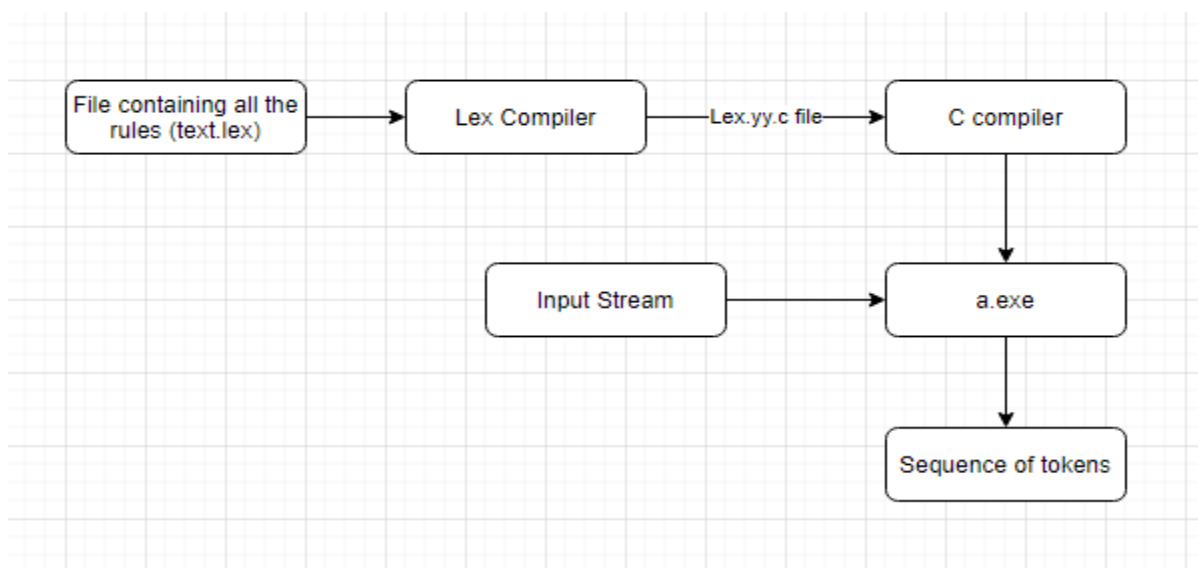 File containing all the
rules (text.lex)
Lex Compiler
Lex.yy.c file
C compiler
Input Stream
a.exe
Sequence of tokens